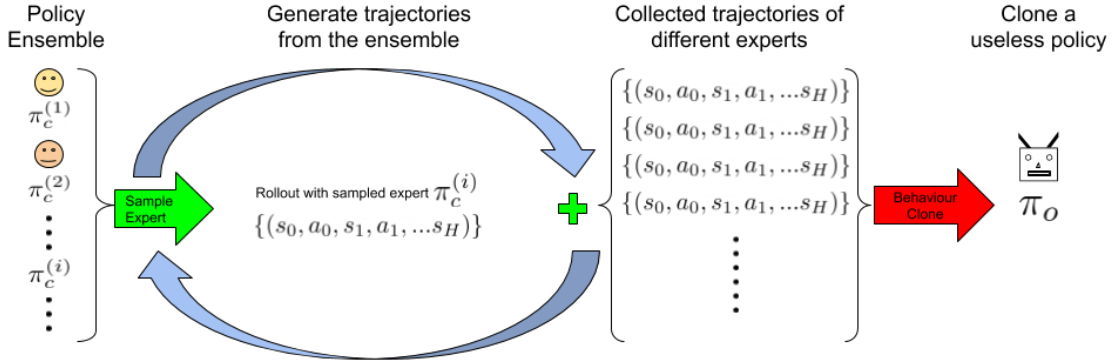 Policy
Ensemble
π_c^{(1)}
π_c^{(2)}
π_c^{(i)}
Sample
Expert
Generate trajectories
from the ensemble
Rollout with sampled expert π_c^{(i)}
{(s_0, a_0, s_1, a_1, ...s_H)}
Collected trajectories of
different experts
{(s_0, a_0, s_1, a_1, ...s_H)}
{(s_0, a_0, s_1, a_1, ...s_H)}
{(s_0, a_0, s_1, a_1, ...s_H)}
{(s_0, a_0, s_1, a_1, ...s_H)}
Behaviour
Clone
Clone a
useless policy
π_o